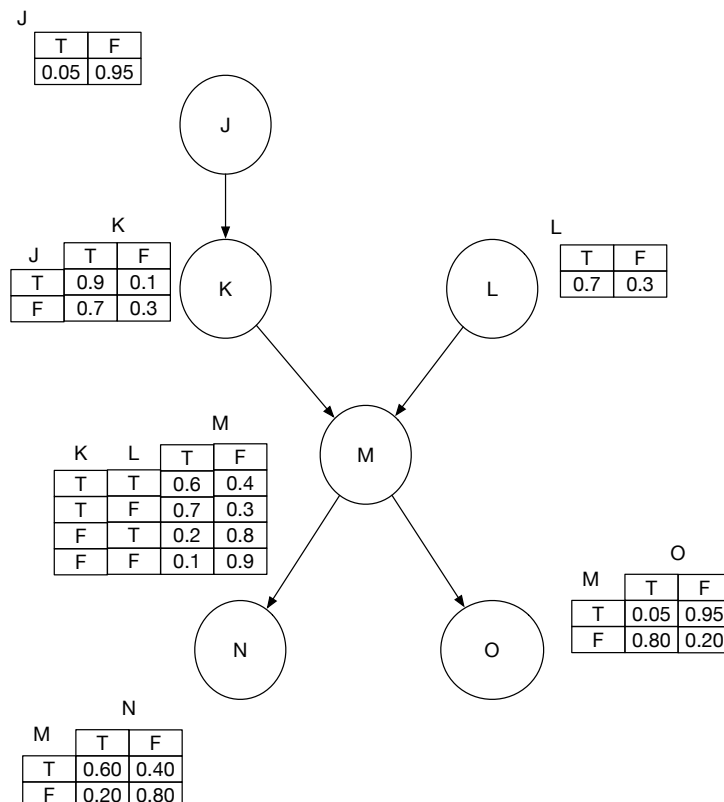 J
T F
0.05 0.95
J
K
J T F
T 0.9 0.1
F 0.7 0.3
K
L
T F
0.7 0.3
L
M
K L T F
T T 0.6 0.4
T F 0.7 0.3
F T 0.2 0.8
F F 0.1 0.9
M
O
M T F
T 0.05 0.95
F 0.80 0.20
N
O
N
M T F
T 0.60 0.40
F 0.20 0.80